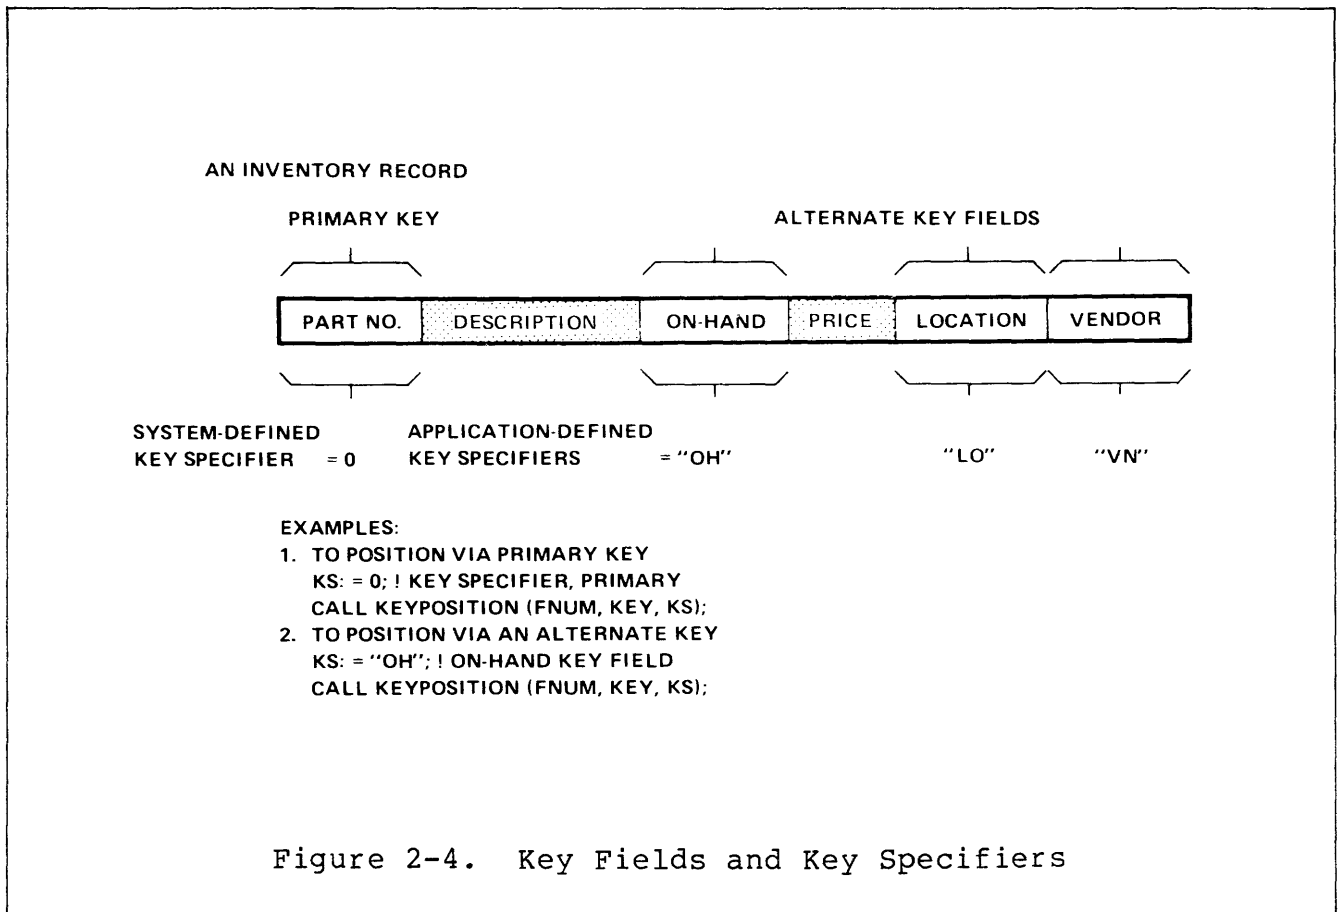 AN INVENTORY RECORD
PRIMARY KEY ALTERNATE KEY FIELDS
PART NO. DESCRIPTION ON-HAND PRICE LOCATION VENDOR
SYSTEM-DEFINED APPLICATION-DEFINED
KEY SPECIFIER = 0 KEY SPECIFIERS = "OH" "LO" "VN"
EXAMPLES:
1. TO POSITION VIA PRIMARY KEY
KS: = 0; ! KEY SPECIFIER, PRIMARY
CALL KEYPOSITION (FNUM, KEY, KS);
2. TO POSITION VIA AN ALTERNATE KEY
KS: = "OH"; ! ON-HAND KEY FIELD
CALL KEYPOSITION (FNUM, KEY, KS);
Figure 2-4. Key Fields and Key Specifiers